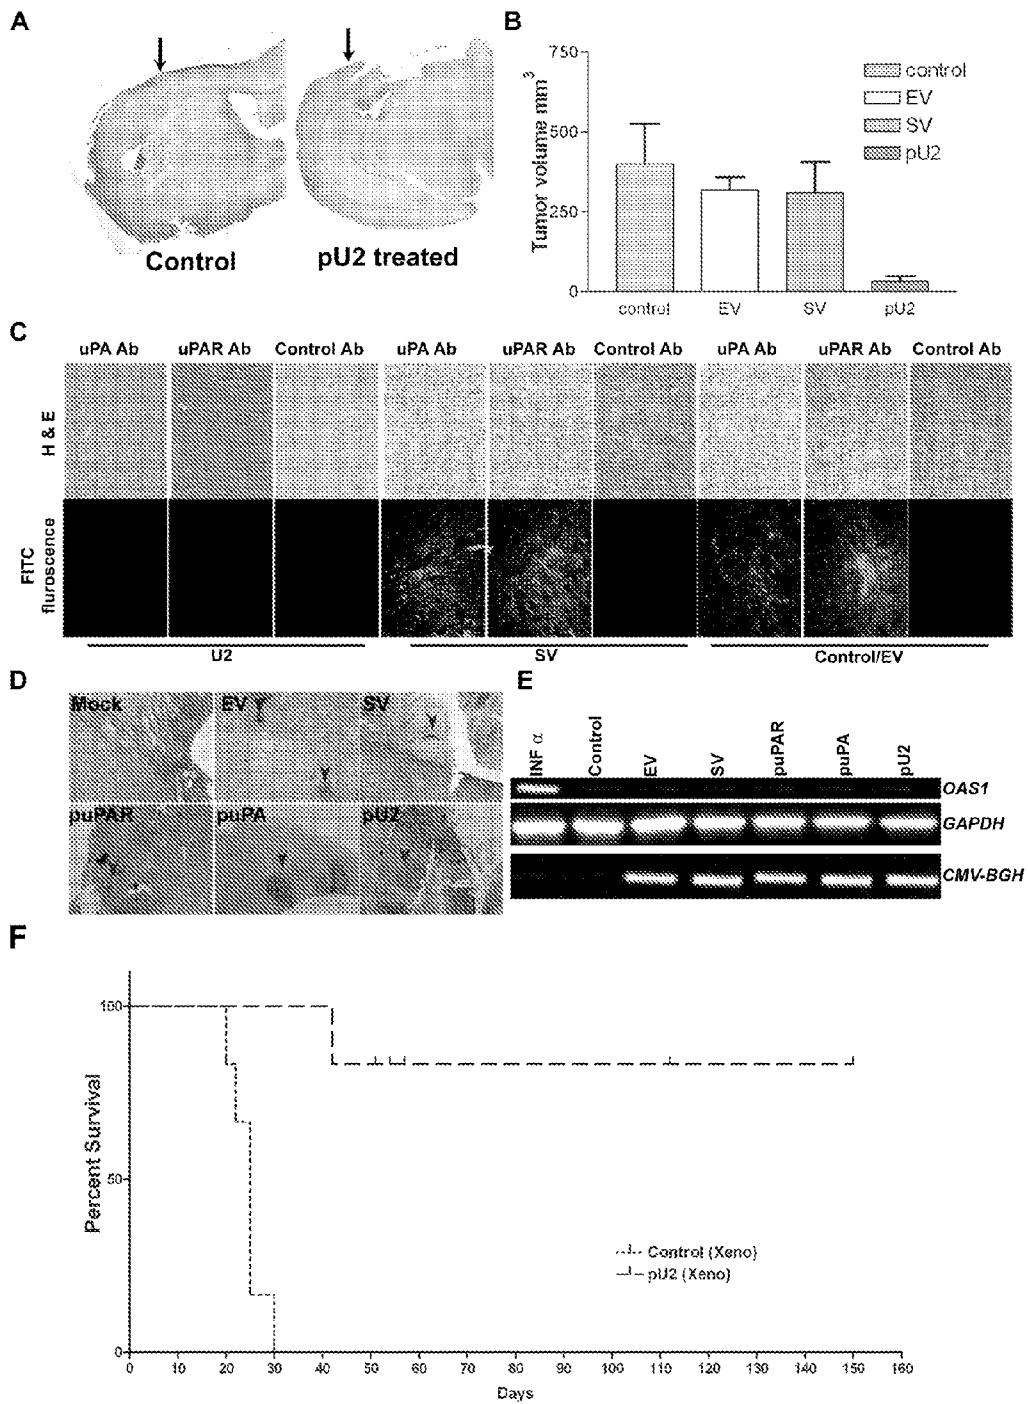 A
Control
pU2 treated
B
Tumor volume mm3
750
500
250
0
control
EV
SV
pU2
control
EV
SV
pU2
C
uPA Ab
uPAR Ab
Control Ab
uPA Ab
uPAR Ab
Control Ab
uPA Ab
uPAR Ab
Control Ab
H & E
FITC
fluroscence
U2
SV
Control/EV
D
Mock
EV
SV
puPAR
puPA
pU2
E
INF α
Control
EV
SV
puPAR
puPA
pU2
OAS1
GAPDH
CMV-BGH
F
Percent Survival
100
50
0
Control (Xeno)
pU2 (Xeno)
0 10 20 30 40 50 60 70 80 90 100 110 120 130 140 150 160
Days